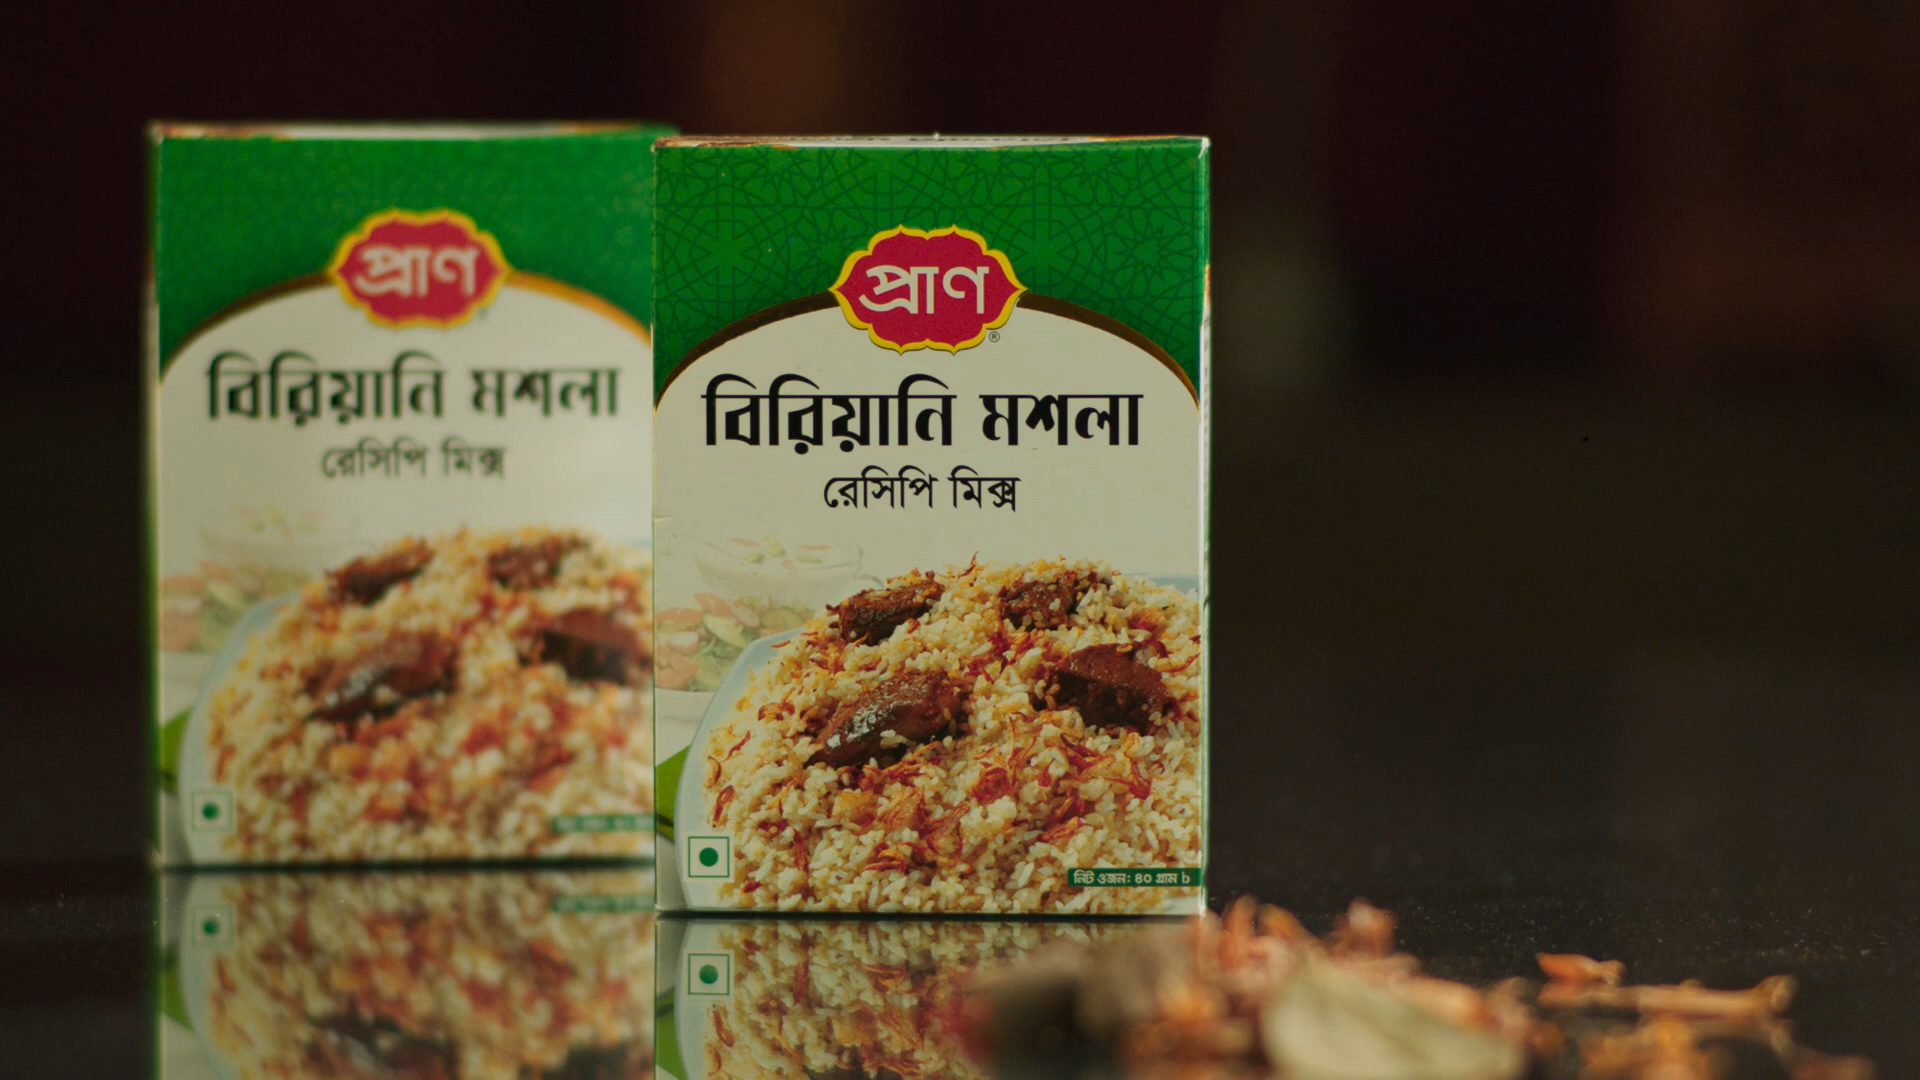 প্রাণ
বিরিয়ানি মশলা
রেসিপি মিক্স
প্রাণ
®
বিরিয়ানি মশলা
রেসিপি মিক্স
নিট ওজন: ৪০ গ্রাম